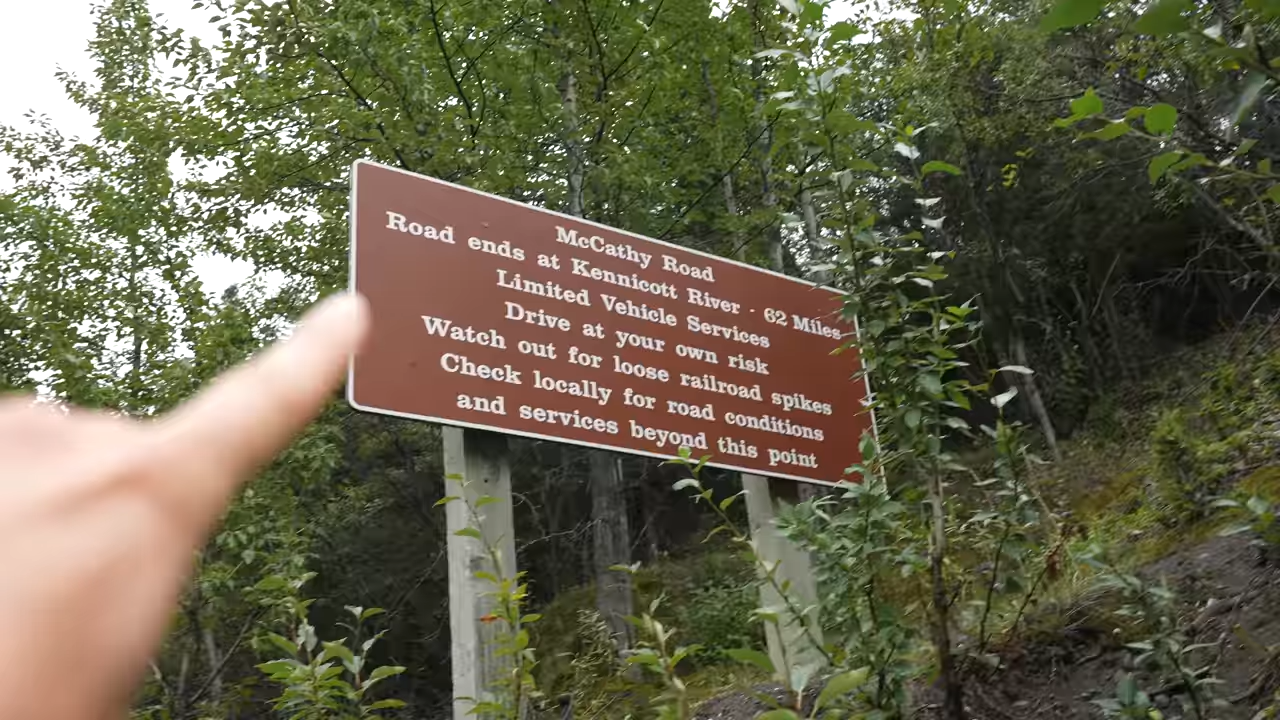 McCathy Road
Road ends at Kennicott River · 62 Miles
Limited Vehicle Services
Drive at your own risk
Watch out for loose railroad spikes
Check locally for road conditions
and services beyond this point